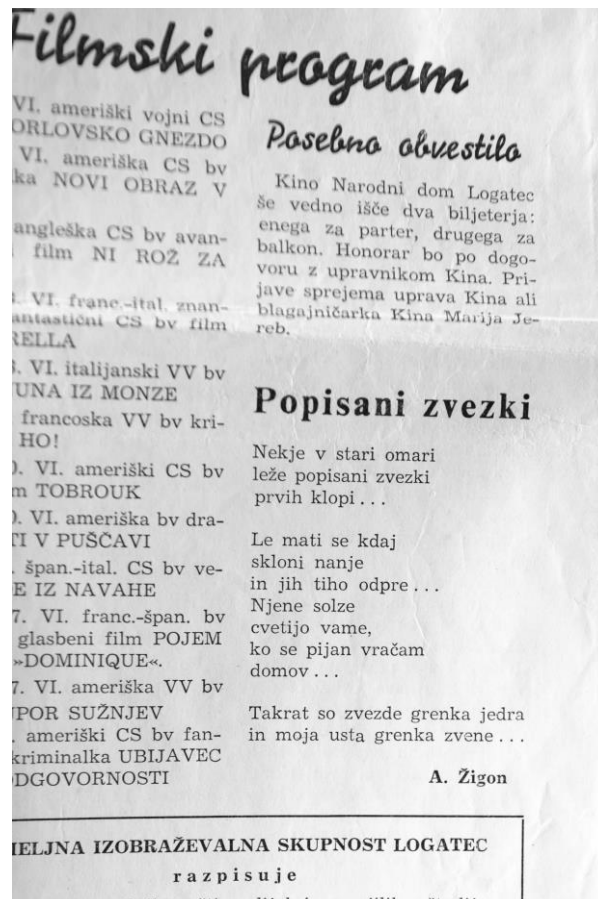 Filmski program
VI. ameriški vojni CS
ORLOVSKO GNEZDO
VI. ameriška CS bv
ka NOVI OBRAZ V
angleška CS bv avan-
film NI ROŽ ZA
VI. franc.-ital. znan-
antastični CS bv film
RELLA
VI. italijanski VV bv
UNA IZ MONZE
francoska VV bv kri-
HO!
0. VI. ameriški CS bv
m TOBROUK
0. VI. ameriška bv dra-
TI V PUŠČAVI
špan.-ital. CS bv ve-
E IZ NAVAHE
7. VI. franc.-špan. bv
glasbeni film POJEM
»DOMINIQUE«.
7. VI. ameriška VV bv
POR SUŽNJEV
ameriški CS bv fan-
kriminalka UBIJAVEC
DGOVORNOSTI
Posebno obvestilo
Kino Narodni dom Logatec
še vedno išče dva biljeterja:
enega za parter, drugega za
balkon. Honorar bo po dogo-
voru z upravnikom Kina. Pri-
jave sprejema uprava Kina ali
blagajničarka Kina Marija Je-
reb.
Popisani zvezki
Nekje v stari omari
leže popisani zvezki
prvih klopi...
Le mati se kdaj
skloni nanje
in jih tiho odpre...
Njene solze
cvetijo vame,
ko se pijan vračam
domov...
Takrat so zvezde grenka jedra
in moja usta grenka zvene...
A. Žigon
ELJNA IZOBRAŽEVALNA SKUPNOST LOGATEC
razpisuje